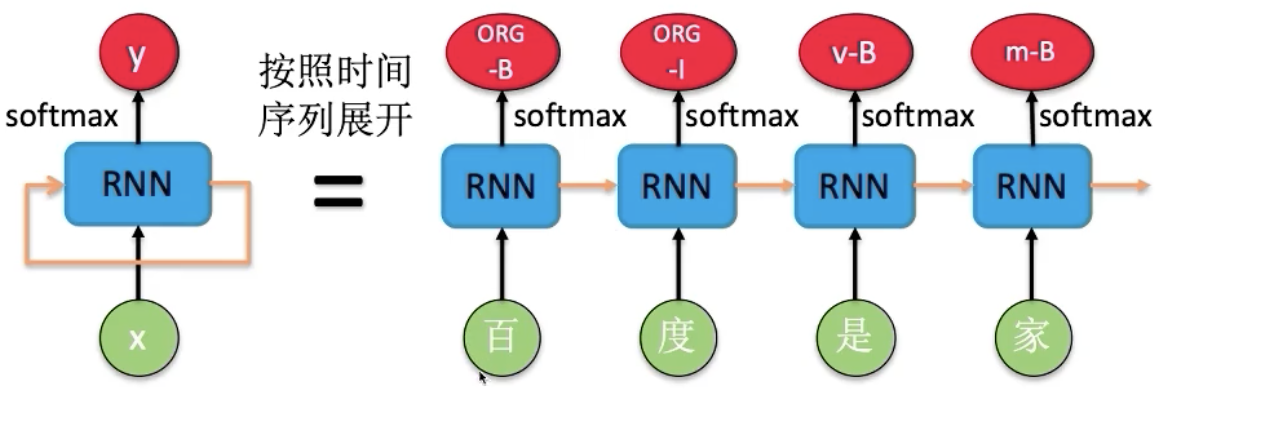 y
softmax
RNN
x
按照时间
序列展开
=
ORG
-B
softmax
RNN
百
ORG
-I
softmax
RNN
度
v-B
softmax
RNN
是
m-B
softmax
RNN
家